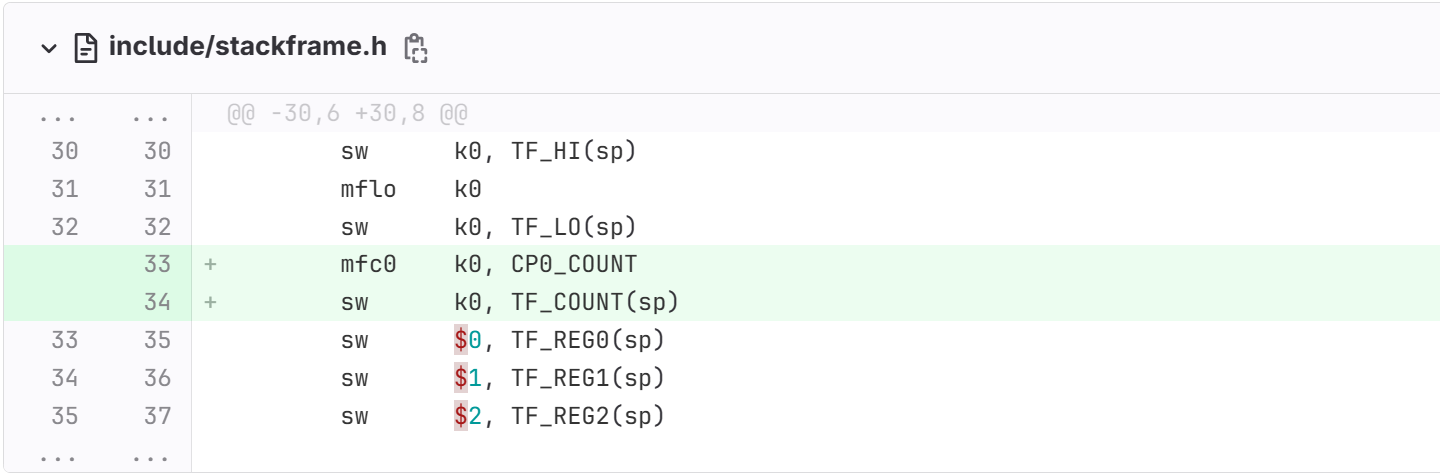 include/stackframe.h
... ... @@ -30,6 +30,8 @@
30 30 sw k0, TF_HI(sp)
31 31 mflo k0
32 32 sw k0, TF_LO(sp)
33 + mfc0 k0, CP0_COUNT
34 + sw k0, TF_COUNT(sp)
33 35 sw $0, TF_REG0(sp)
34 36 sw $1, TF_REG1(sp)
35 37 sw $2, TF_REG2(sp)
... ...